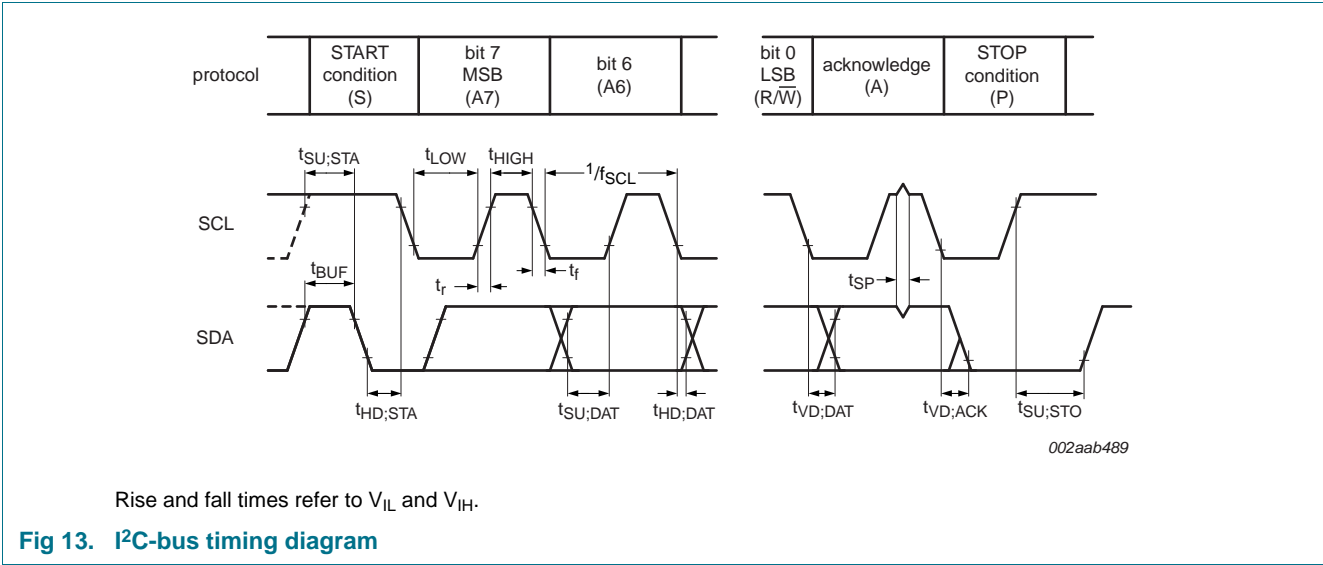 protocol
START
condition
(S)
bit 7
MSB
(A7)
bit 6
(A6)
bit 0
LSB
(R/W̅)
acknowledge
(A)
STOP
condition
(P)
tSU;STA
tLOW
tHIGH
1/fSCL
SCL
tBUF
tr
tf
tSP
SDA
tHD;STA
tSU;DAT
tHD;DAT
tVD;DAT
tVD;ACK
tSU;STO
002aab489
Rise and fall times refer to VIL and VIH.
Fig 13. I²C-bus timing diagram